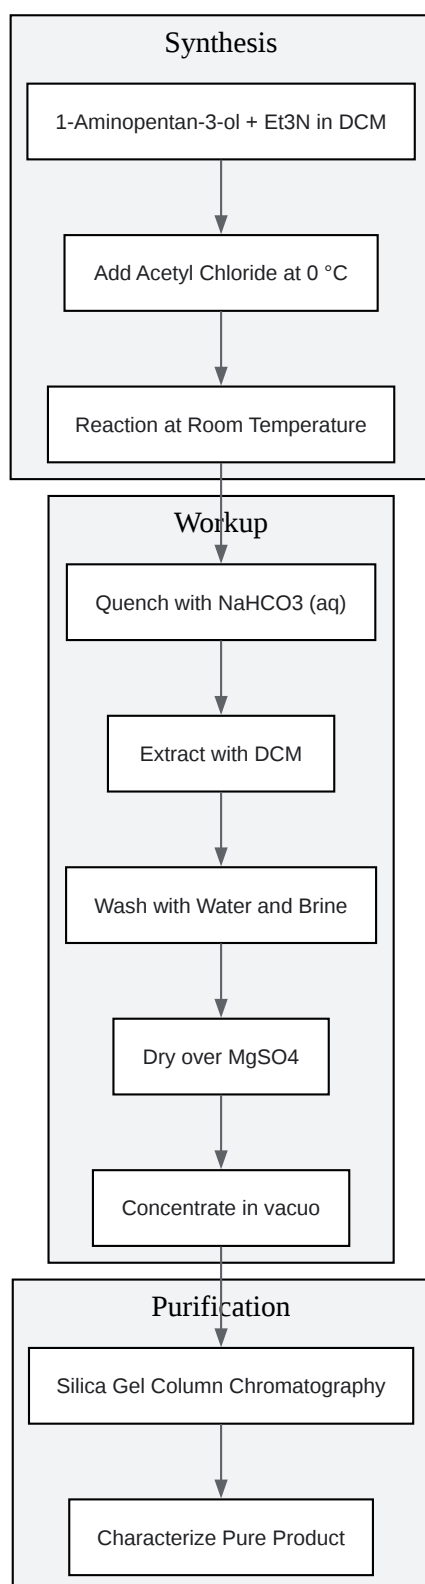 Synthesis
1-Aminopentan-3-ol + Et3N in DCM
Add Acetyl Chloride at 0 °C
Reaction at Room Temperature
Workup
Quench with NaHCO3 (aq)
Extract with DCM
Wash with Water and Brine
Dry over MgSO4
Concentrate in vacuo
Purification
Silica Gel Column Chromatography
Characterize Pure Product